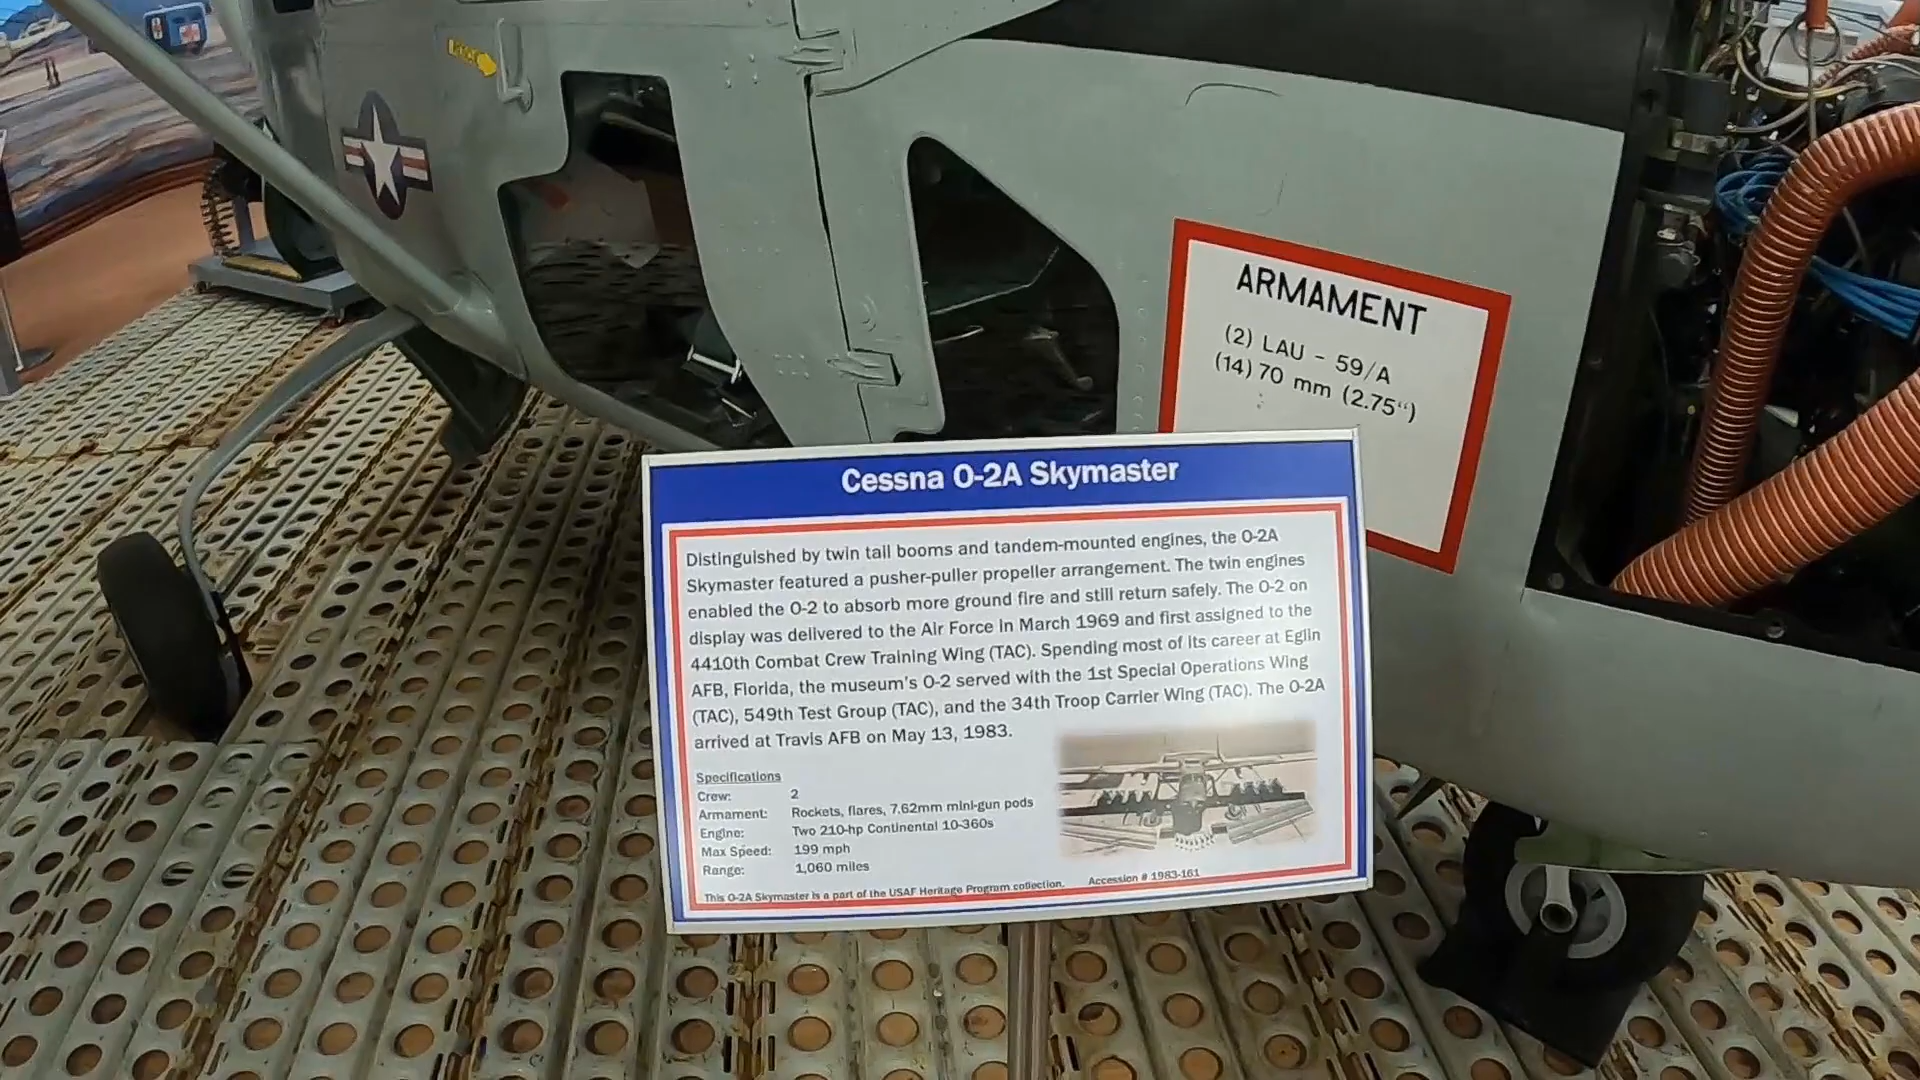 RESCUE
ARMAMENT
(2) LAU - 59/A
(14) 70 mm (2.75“)
Cessna O-2A Skymaster
Distinguished by twin tail booms and tandem-mounted engines, the O-2A
Skymaster featured a pusher-puller propeller arrangement. The twin engines
enabled the O-2 to absorb more ground fire and still return safely. The O-2 on
display was delivered to the Air Force in March 1969 and first assigned to the
4410th Combat Crew Training Wing (TAC). Spending most of its career at Eglin
AFB, Florida, the museum's O-2 served with the 1st Special Operations Wing
(TAC), 549th Test Group (TAC), and the 34th Troop Carrier Wing (TAC). The O-2A
arrived at Travis AFB on May 13, 1983.
Specifications
Crew: 2
Armament: Rockets, flares, 7.62mm mini-gun pods
Engine: Two 210-hp Continental 10-360s
Max Speed: 199 mph
Range: 1,060 miles
This O-2A Skymaster is a part of the USAF Heritage Program collection. Accession # 1983-161